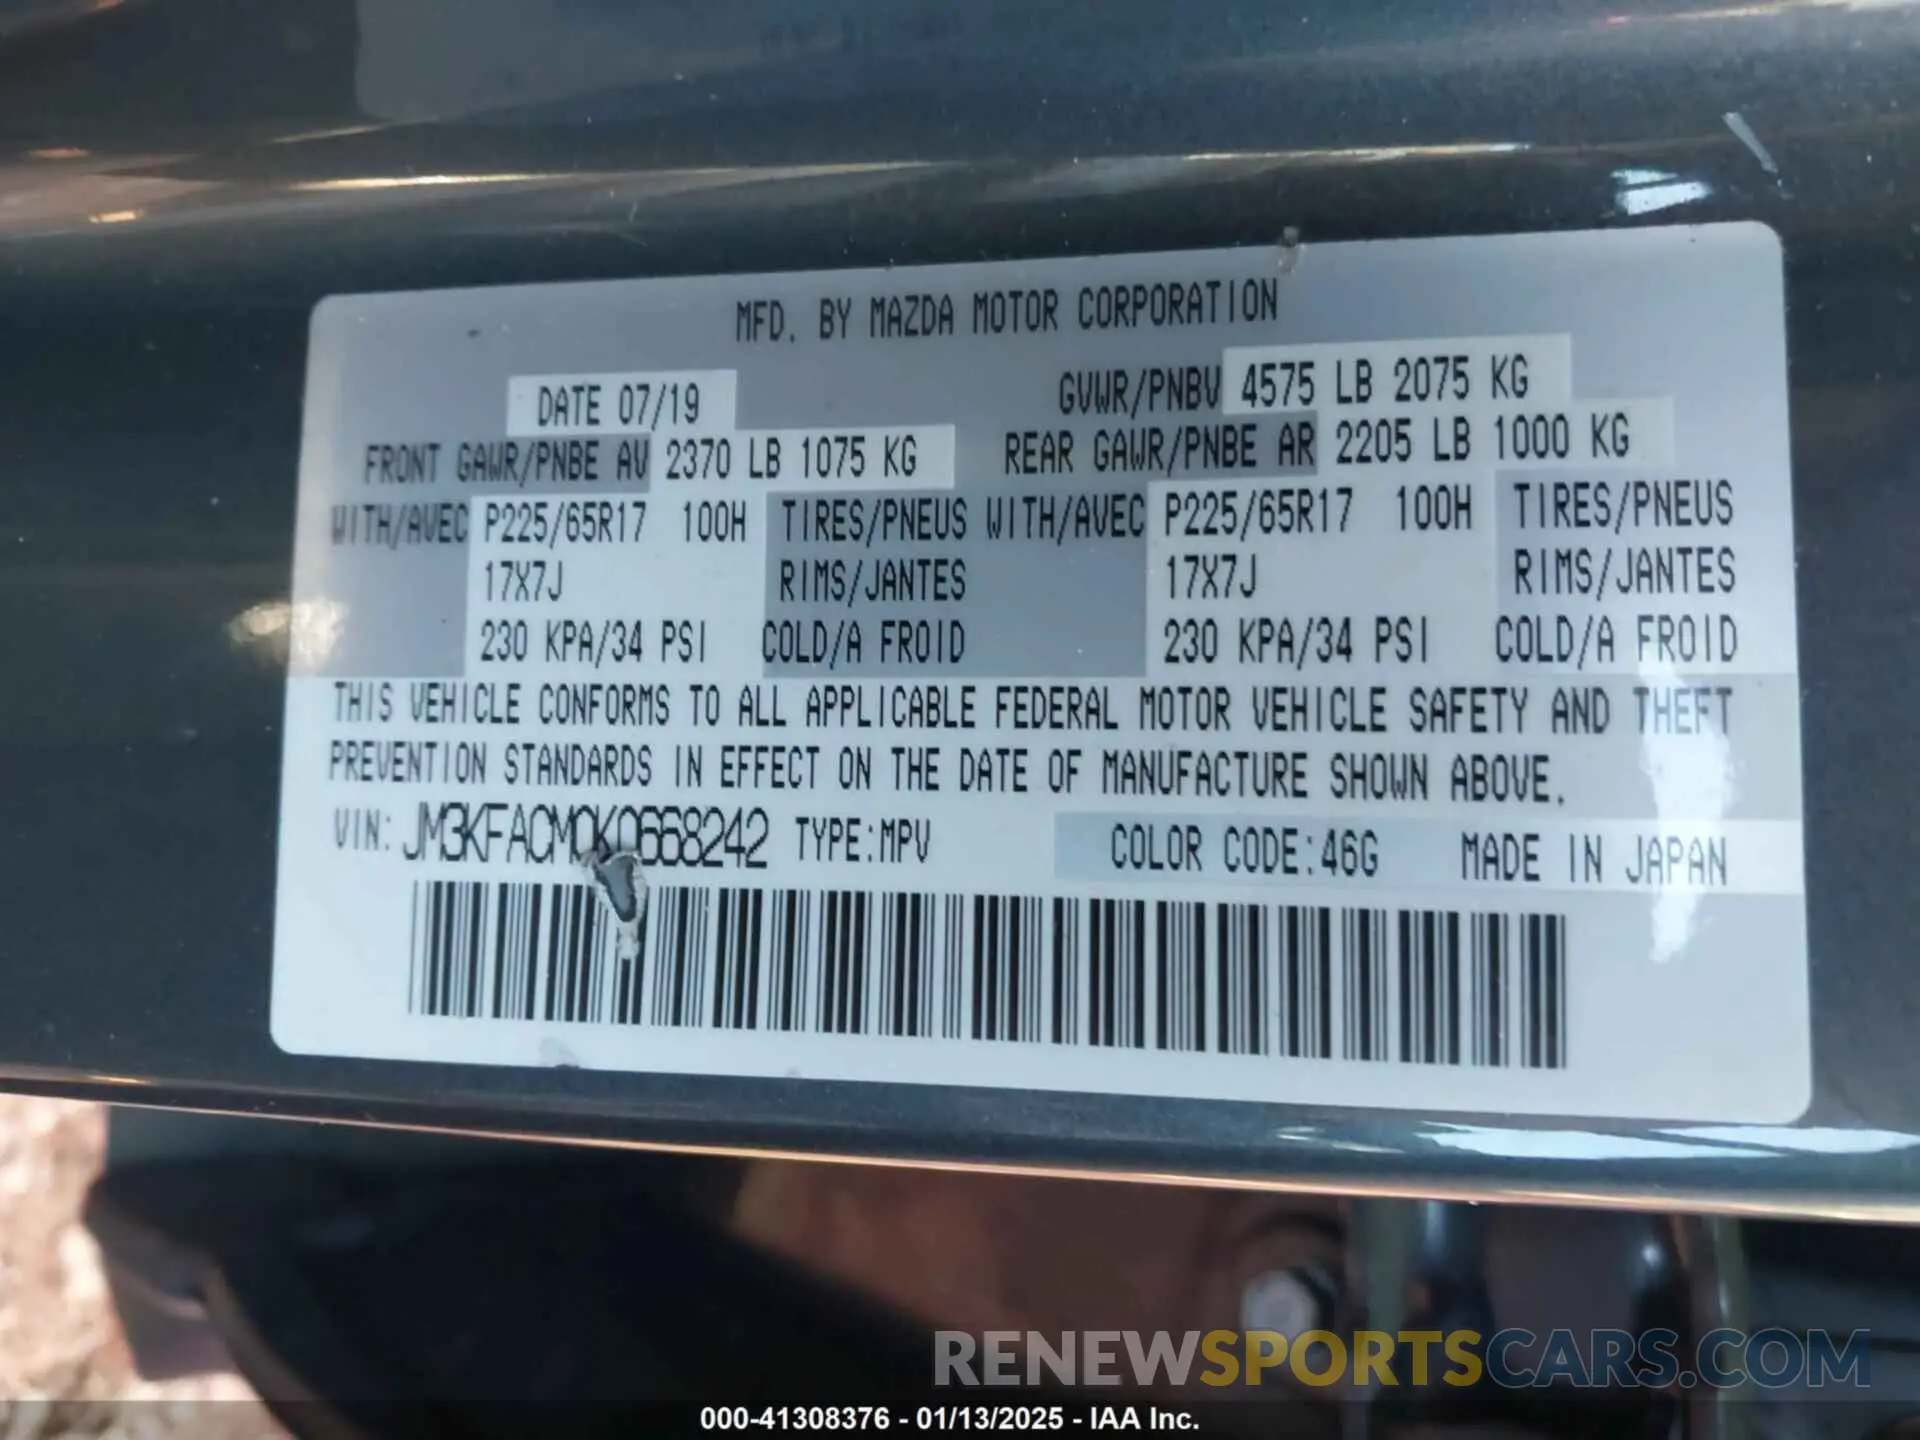 MFD. BY MAZDA MOTOR CORPORATION
DATE 07/19 GVWR/PNBV 4575 LB 2075 KG
FRONT GAWR/PNBE AV 2370 LB 1075 KG REAR GAWR/PNBE AR 2205 LB 1000 KG
WITH/AVEC P225/65R17 100H TIRES/PNEUS WITH/AVEC P225/65R17 100H TIRES/PNEUS
17X7J RIMS/JANTES 17X7J RIMS/JANTES
230 KPA/34 PSI COLD/A FROID 230 KPA/34 PSI COLD/A FROID
THIS VEHICLE CONFORMS TO ALL APPLICABLE FEDERAL MOTOR VEHICLE SAFETY AND THEFT
PREVENTION STANDARDS IN EFFECT ON THE DATE OF MANUFACTURE SHOWN ABOVE.
VIN: JM3KFACM0K0668242 TYPE:MPV COLOR CODE:46G MADE IN JAPAN
RENEWSPORTSCARS.COM
000-41308376 - 01/13/2025 - IAA Inc.